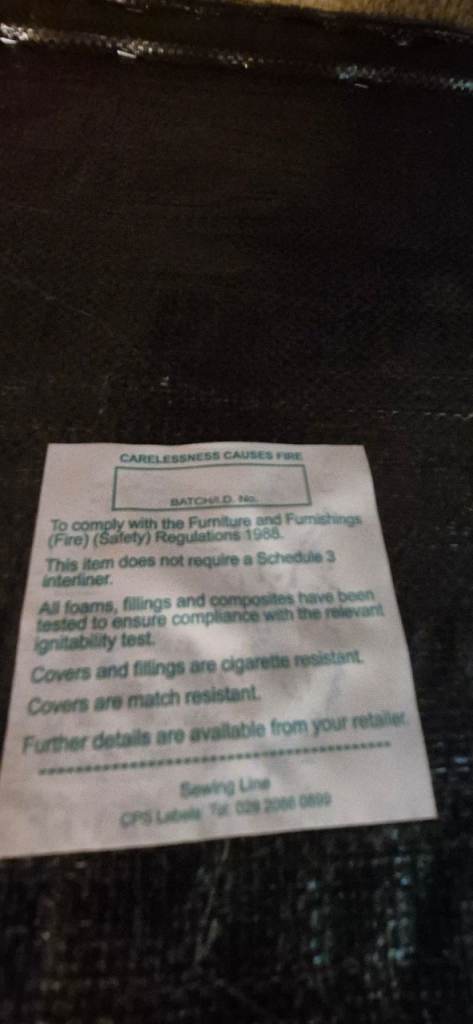 CARELESSNESS CAUSES FIRE
BATCH/I.D. No.
To comply with the Furniture and Furnishings
(Fire) (Safety) Regulations 1988.
This item does not require a Schedule 3
interliner.
All foams, fillings and composites have been
tested to ensure compliance with the relevant
ignitability test.
Covers and fillings are cigarette resistant.
Covers are match resistant.
Further details are available from your retailer.
Sewing Line
CPS Labels Tel: 028 2066 0899